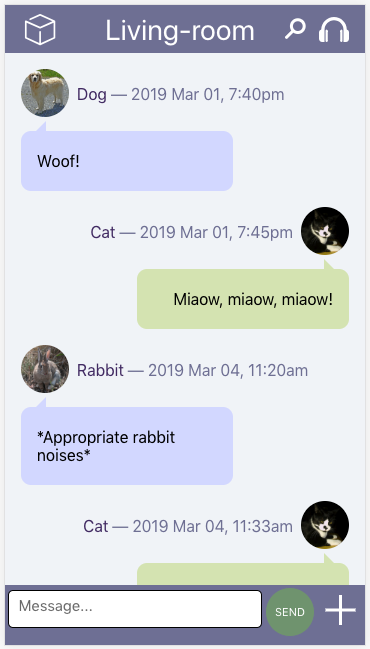 Living-room
Dog — 2019 Mar 01, 7:40pm
Woof!
Cat — 2019 Mar 01, 7:45pm
Miaow, miaow, miaow!
Rabbit — 2019 Mar 04, 11:20am
*Appropriate rabbit
noises*
Cat — 2019 Mar 04, 11:33am
Message...
SEND